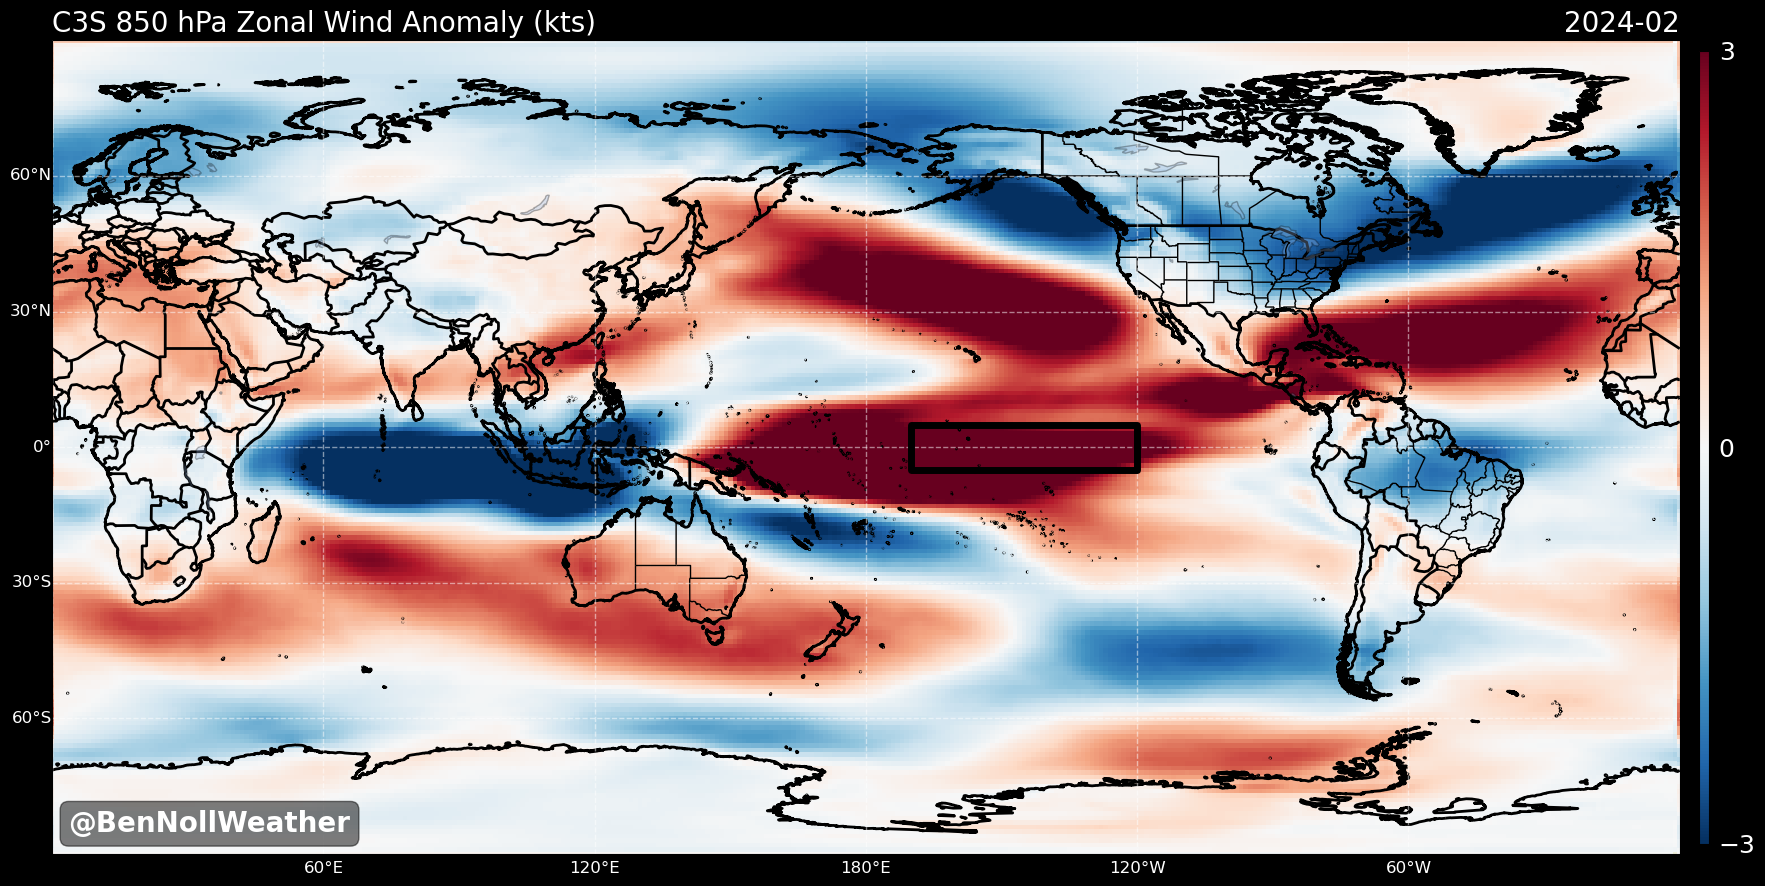 C3S 850 hPa Zonal Wind Anomaly (kts) 2024-02
3
60°N
30°N
0°
0
30°S
60°S
@BenNollWeather
−3
60°E 120°E 180°E 120°W 60°W